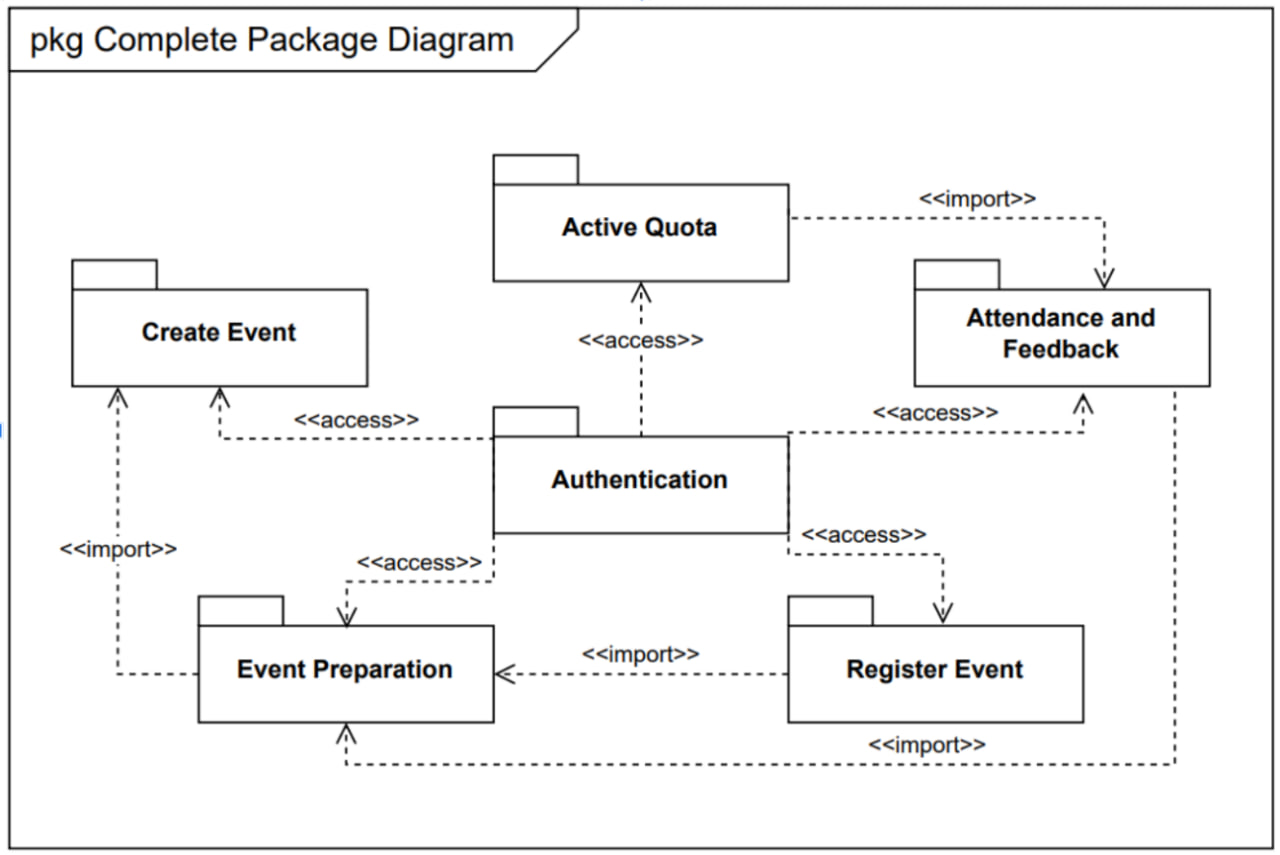 pkg Complete Package Diagram
Active Quota
<<import>>
Create Event
Attendance and
Feedback
<<access>>
<<access>>
<<access>>
Authentication
<<import>>
<<access>>
<<access>>
Event Preparation
<<import>>
Register Event
<<import>>